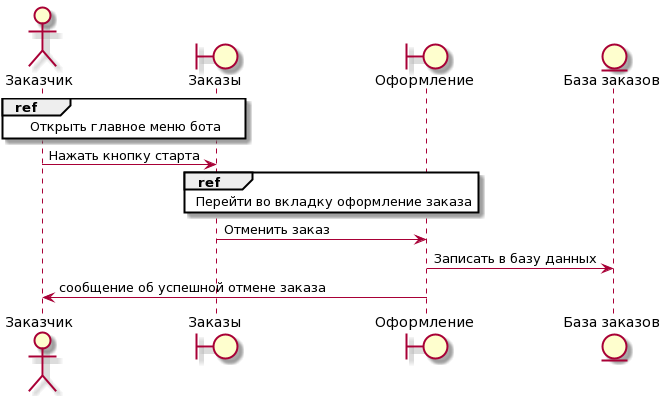 Заказчик
Заказы
Оформление
База заказов
ref
Открыть главное меню бота
Нажать кнопку старта
ref
Перейти во вкладку оформление заказа
Отменить заказ
Записать в базу данных
сообщение об успешной отмене заказа
Заказчик
Заказы
Оформление
База заказов